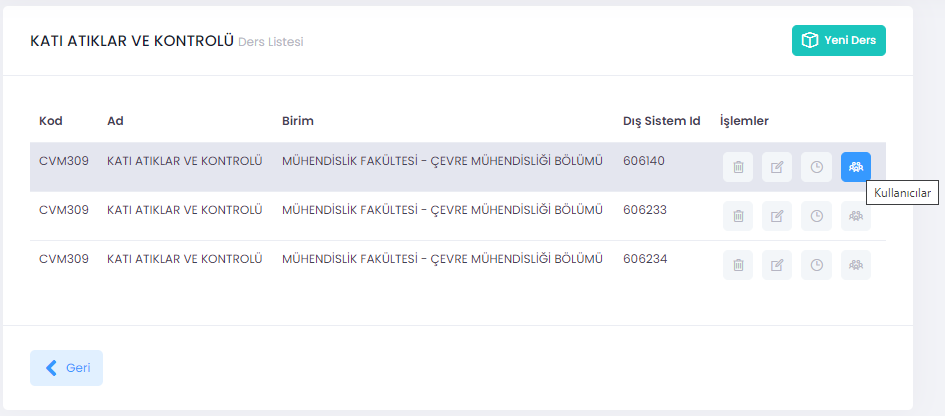 KATI ATIKLAR VE KONTROLÜ Ders Listesi
Yeni Ders
Kod Ad Birim Dış Sistem Id İşlemler
CVM309 KATI ATIKLAR VE KONTROLÜ MÜHENDİSLİK FAKÜLTESİ - ÇEVRE MÜHENDİSLİĞİ BÖLÜMÜ 606140
Kullanıcılar
CVM309 KATI ATIKLAR VE KONTROLÜ MÜHENDİSLİK FAKÜLTESİ - ÇEVRE MÜHENDİSLİĞİ BÖLÜMÜ 606233
CVM309 KATI ATIKLAR VE KONTROLÜ MÜHENDİSLİK FAKÜLTESİ - ÇEVRE MÜHENDİSLİĞİ BÖLÜMÜ 606234
Geri